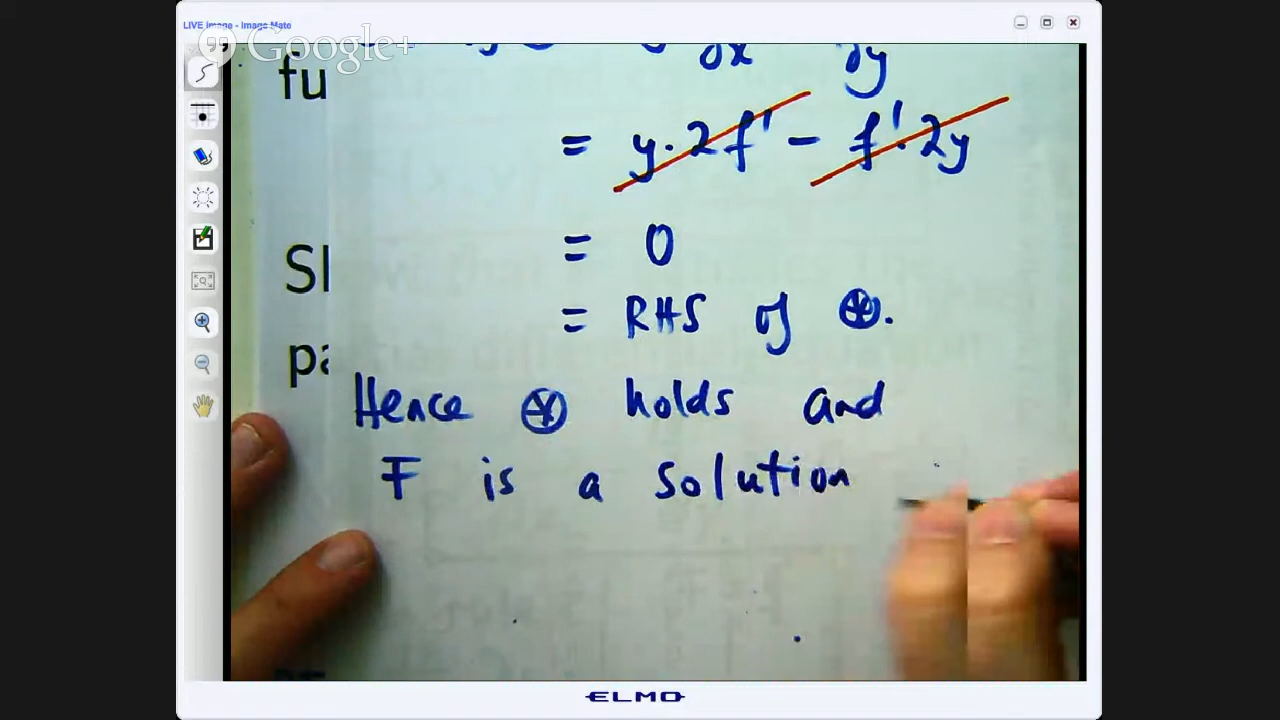 LIVE image - Image Mate
Google+
fu
∂x ∂y
= y·2f' − f'·2y
= 0
Sl
= RHS of ⊛.
pa
Hence ⊛ holds and
F is a solution
ELMO